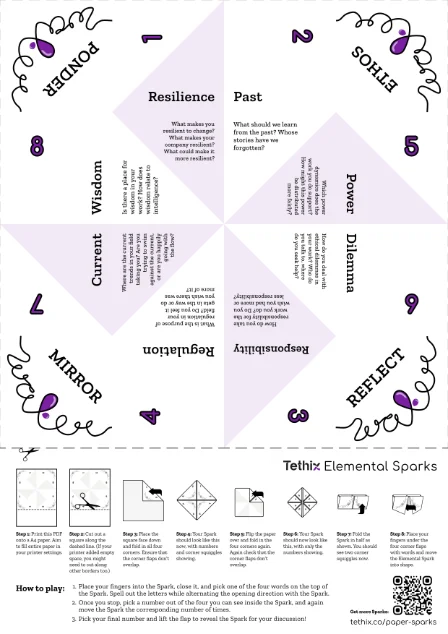 PONDER
1
2
ETHOS
Resilience
Past
What makes you
resilient to change?
What makes your
company resilient?
What could make it
more resilient?
What should we learn
from the past? Whose
stories have we
forgotten?
8
5
Wisdom
Is there a place for
wisdom in your
work? How does
wisdom relate to
intelligence?
Which power
dynamics does the
work you do support?
How might this power
be distributed
more fairly?
Power
Current
Where are the current
trends in your field
taking you? Are you
trying to swim
against the current,
or are you happily
going with
the flow?
How do you deal with
ethical dilemmas in
your work? Who do
you talk to, where
do you seek help?
Dilemma
7
6
What is the purpose of
regulation in your
field? Do you feel it
gets in the way or do
you wish there was
more of it?
How do you take
responsibility for the
work you do? Do you
wish you had more or
less responsibility?
Regulation
Responsibility
MIRROR
4
3
REFLECT
Tethix Elemental Sparks
Step 1: Print this PDF
on a A4 paper. Aim
to fill entire paper in
your printer settings.
Step 2: Cut out a
square along the
dashed line. (If your
printer added empty
space, you might
need to cut along
other borders too.)
Step 3: Place the
square face down
and fold in all four
corners. Ensure that
the corner flaps don't
overlap.
Step 4: Your Spark
should look like this
now, with numbers
and corner squiggles
showing.
Step 5: Flip the paper
over and fold in the
four corners again.
Again check that the
corner flaps don't
overlap.
Step 6: Your Spark
should now look like
this, with only the
numbers showing.
Step 7: Fold the
Spark in half as
shown. You should
see two corner
squiggles now.
Step 8: Place your
fingers under the
four corner flaps
with words and move
the Elemental Spark
into shape.
How to play:
1. Place your fingers into the Spark, close it, and pick one of the four words on the top of
the Spark. Spell out the letters while alternating the opening direction with the Spark.
2. Once you stop, pick a number out of the four you can see inside the Spark, and again
move the Spark the corresponding number of times.
3. Pick your final number and lift the flap to reveal the Spark for your discussion!
Get more Sparks:
tethix.co/paper-sparks